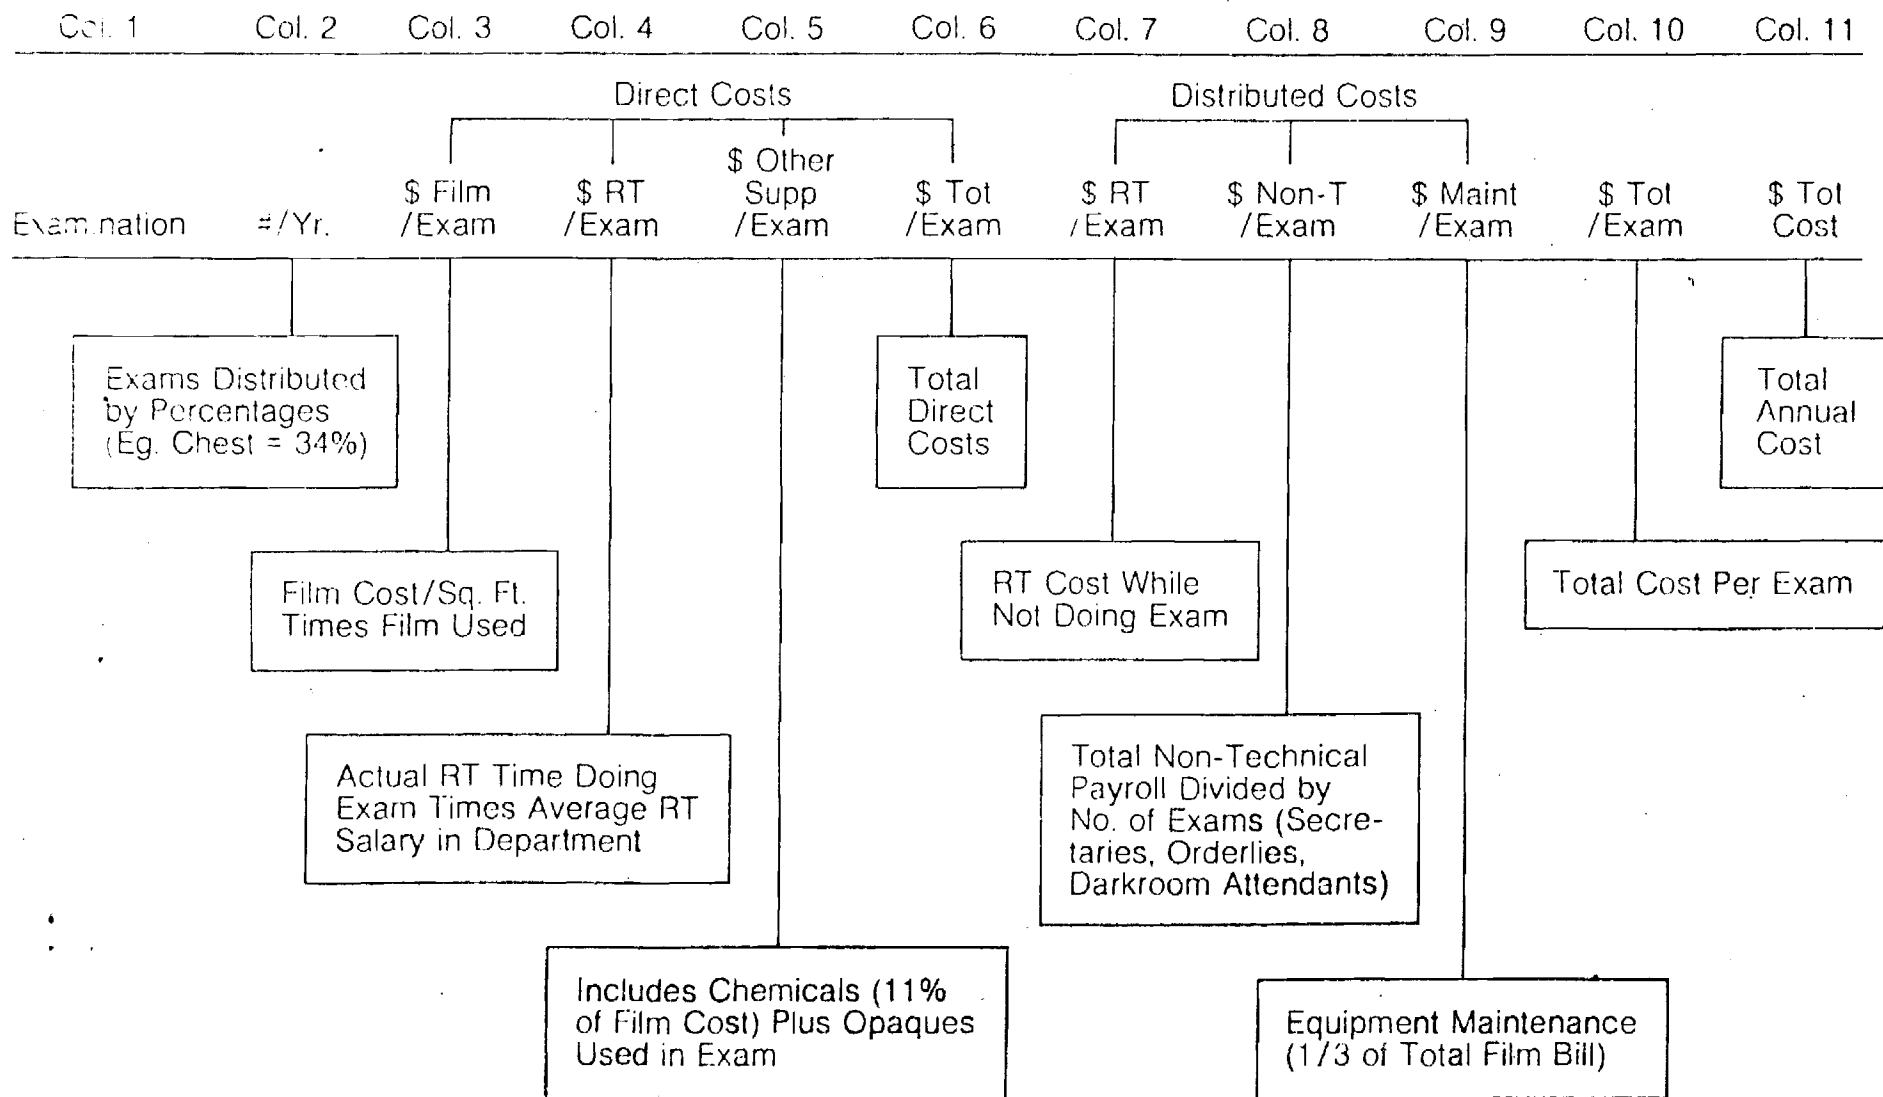 Col. 1 Col. 2 Col. 3 Col. 4 Col. 5 Col. 6 Col. 7 Col. 8 Col. 9 Col. 10 Col. 11
Direct Costs Distributed Costs
Examination
#/Yr.
$ Film
/Exam
$ RT
/Exam
$ Other
Supp
/Exam
$ Tot
/Exam
$ RT
/Exam
$ Non-T
/Exam
$ Maint
/Exam
$ Tot
/Exam
$ Tot
Cost
Exams Distributed
by Percentages
(Eg. Chest = 34%)
Total
Direct
Costs
Total
Annual
Cost
Film Cost/Sq. Ft.
Times Film Used
RT Cost While
Not Doing Exam
Total Cost Per Exam
Actual RT Time Doing
Exam Times Average RT
Salary in Department
Total Non-Technical
Payroll Divided by
No. of Exams (Secre-
taries, Orderlies,
Darkroom Attendants)
Includes Chemicals (11%
of Film Cost) Plus Opaques
Used in Exam
Equipment Maintenance
(1/3 of Total Film Bill)